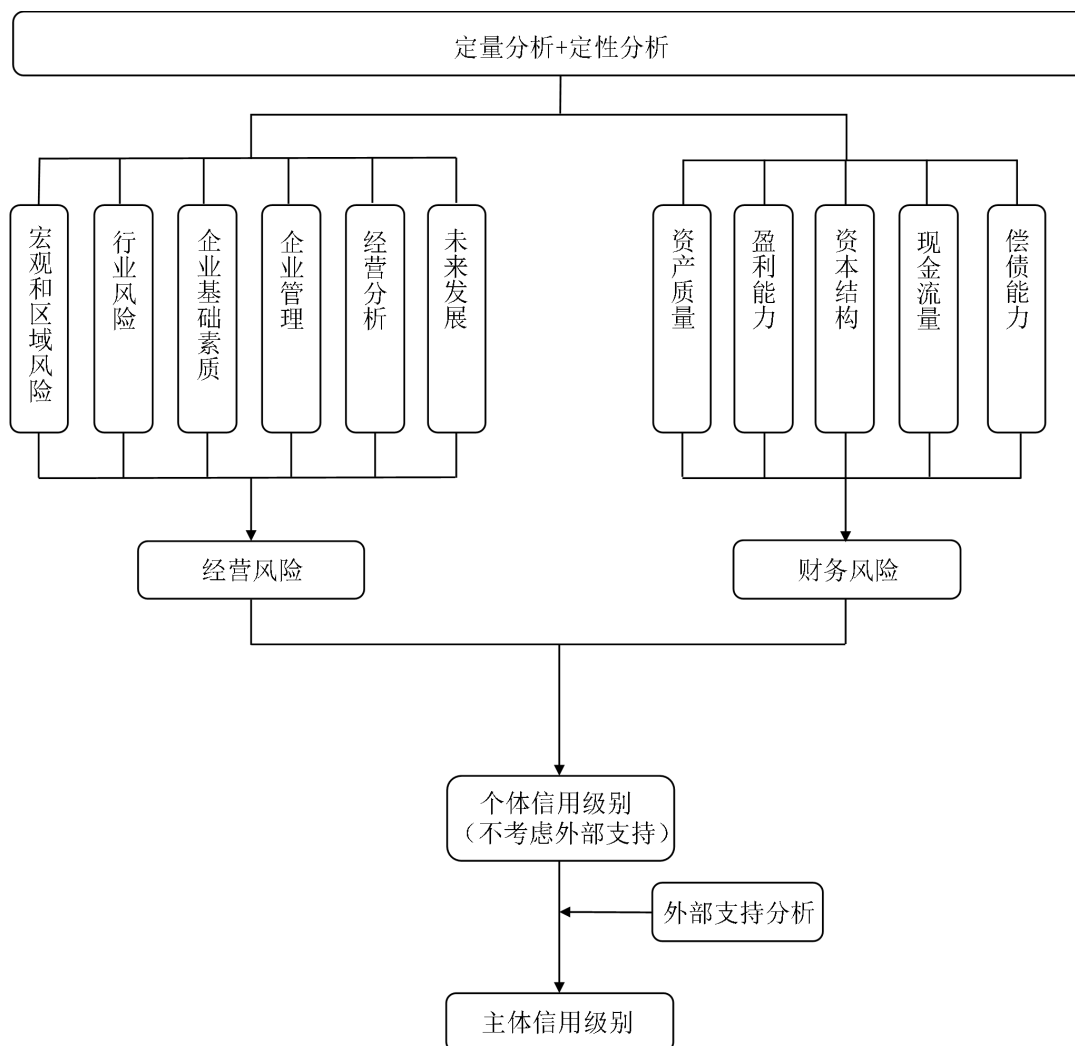 定量分析+定性分析
宏观和区域风险
行业风险
企业基础素质
企业管理
经营分析
未来发展
资产质量
盈利能力
资本结构
现金流量
偿债能力
经营风险
财务风险
个体信用级别
（不考虑外部支持）
外部支持分析
主体信用级别